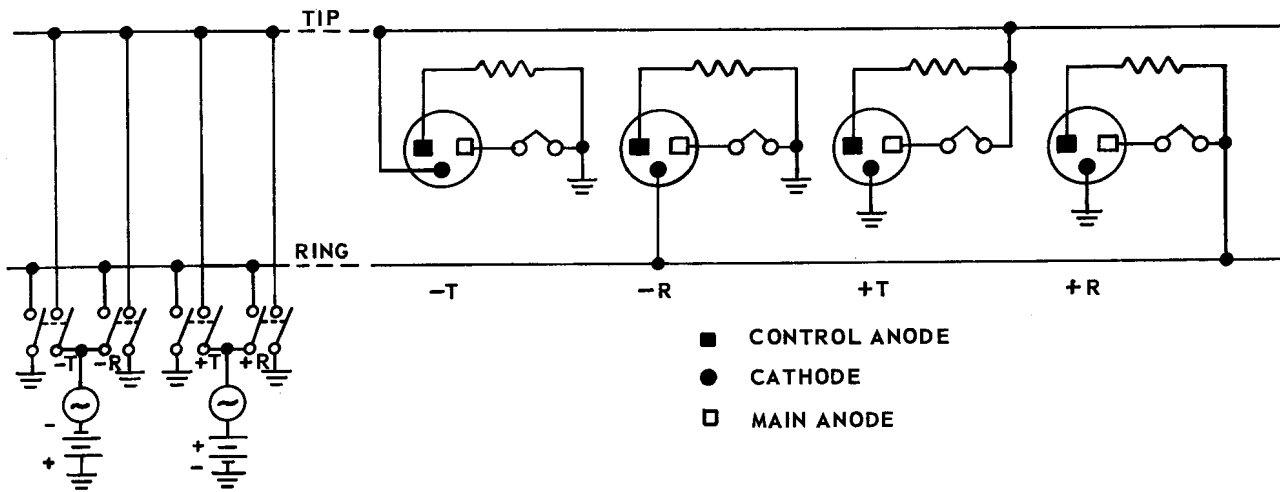 TIP
RING
-T
-R
+T
+R
-T
-R
+T
+R
~
~
-
+
+
-
CONTROL ANODE
CATHODE
MAIN ANODE